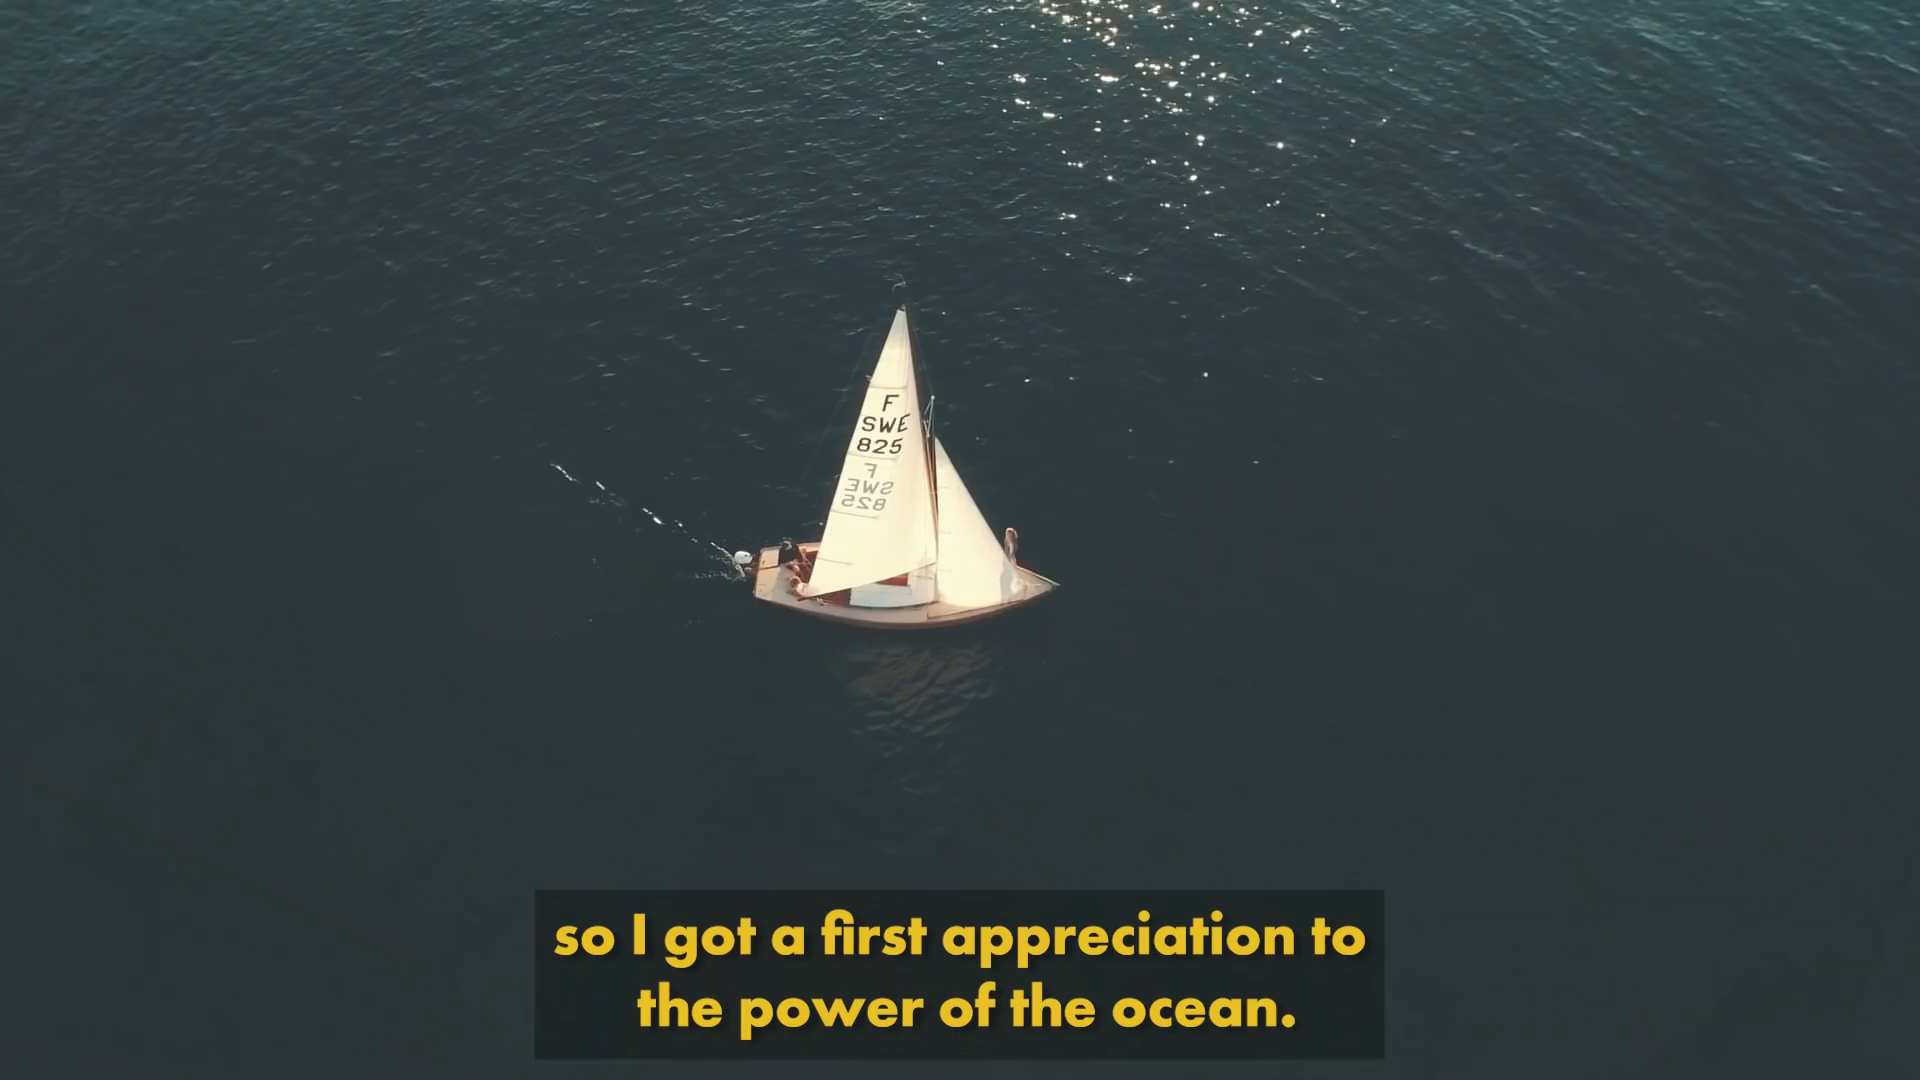 F
SWE
825
F
SWE
825
so I got a first appreciation to
the power of the ocean.